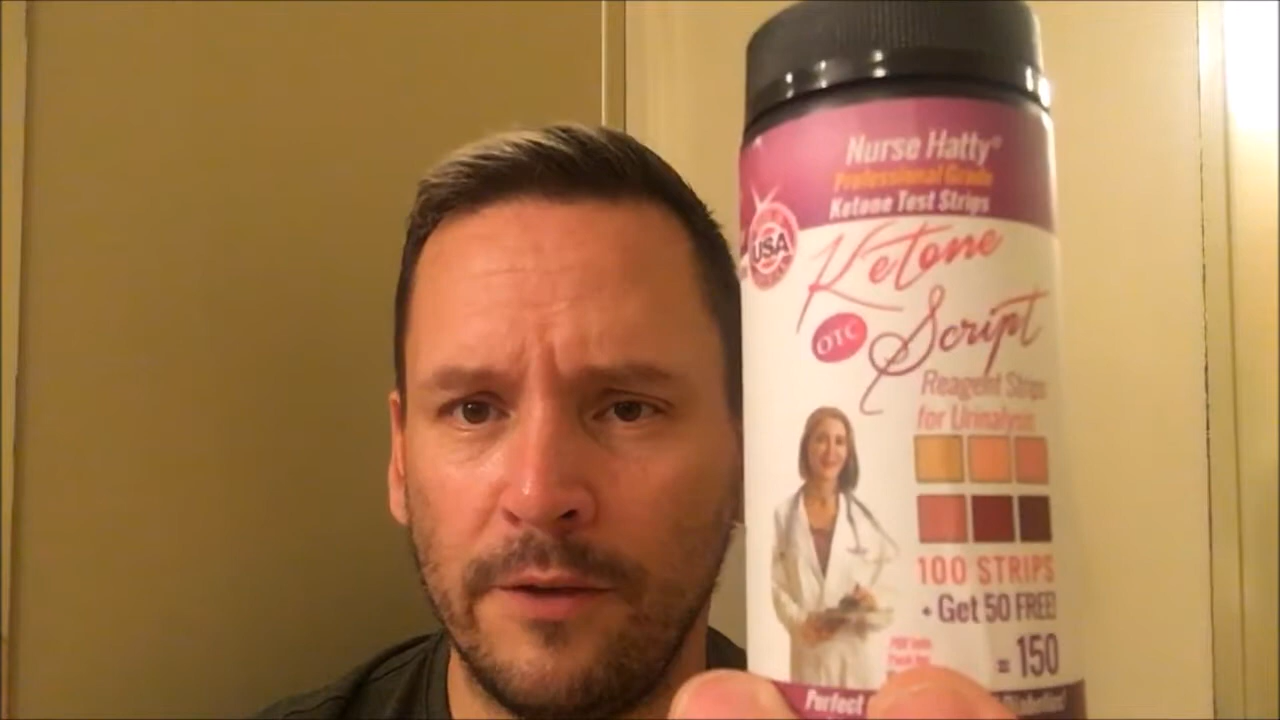 Nurse Hatty®
Professional Grade
Ketone Test Strips
USA
Ketone
OTC
Script
Reagent Strips
for Urinalysis
100 STRIPS
+ Get 50 FREE!
= 150
Perfect